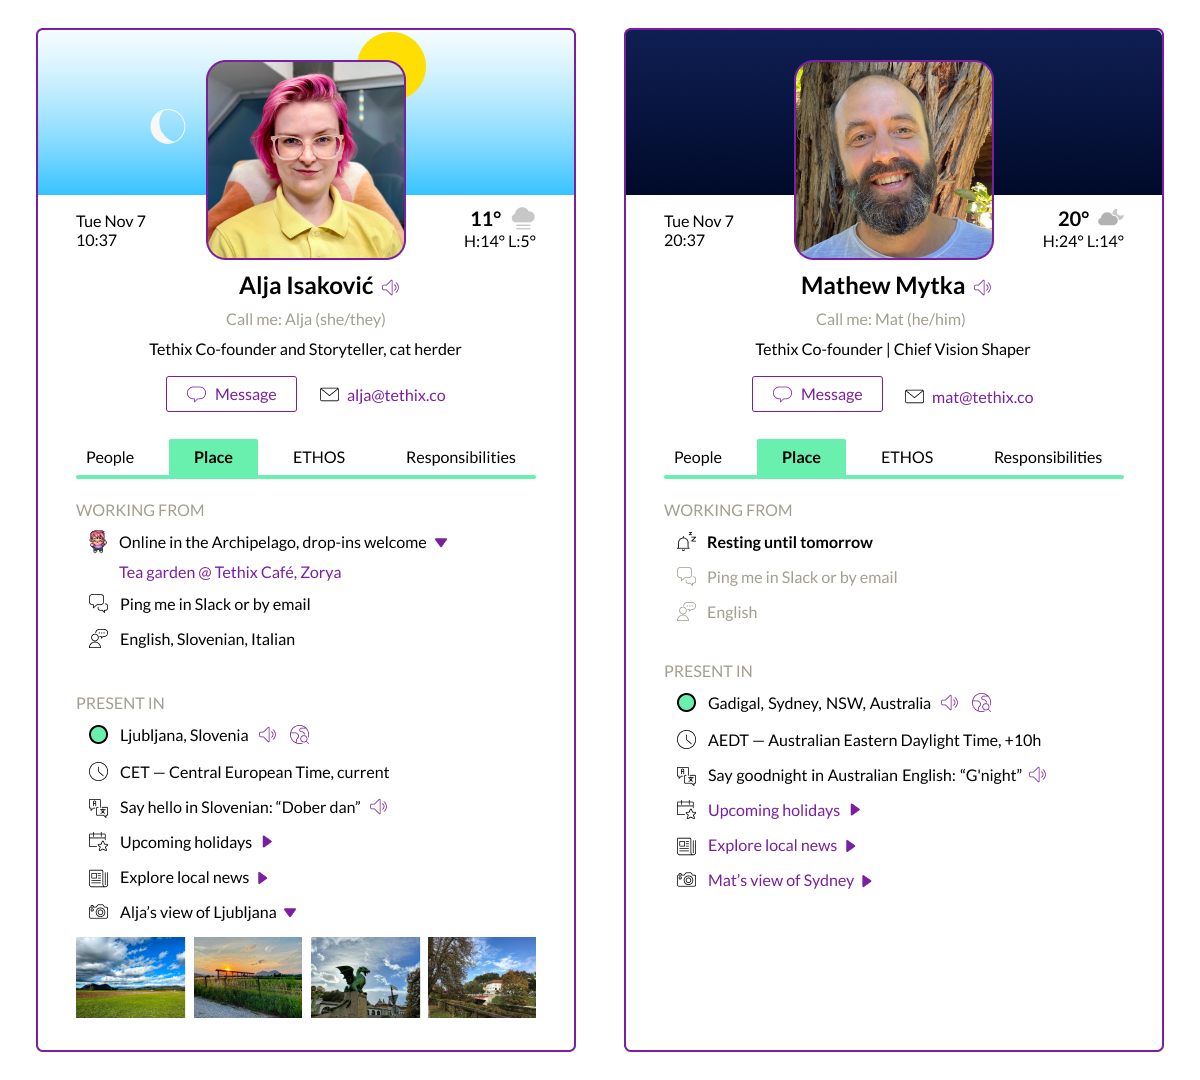 Tue Nov 7
10:37
11°
H:14° L:5°
Alja Isaković
Call me: Alja (she/they)
Tethix Co-founder and Storyteller, cat herder
Message
alja@tethix.co
People
Place
ETHOS
Responsibilities
WORKING FROM
Online in the Archipelago, drop-ins welcome
Tea garden @ Tethix Café, Zorya
Ping me in Slack or by email
English, Slovenian, Italian
PRESENT IN
Ljubljana, Slovenia
CET — Central European Time, current
Say hello in Slovenian: “Dober dan”
Upcoming holidays
Explore local news
Alja’s view of Ljubljana
Tue Nov 7
20:37
20°
H:24° L:14°
Mathew Mytka
Call me: Mat (he/him)
Tethix Co-founder | Chief Vision Shaper
Message
mat@tethix.co
People
Place
ETHOS
Responsibilities
WORKING FROM
Resting until tomorrow
Ping me in Slack or by email
English
PRESENT IN
Gadigal, Sydney, NSW, Australia
AEDT — Australian Eastern Daylight Time, +10h
Say goodnight in Australian English: “G'night”
Upcoming holidays
Explore local news
Mat’s view of Sydney